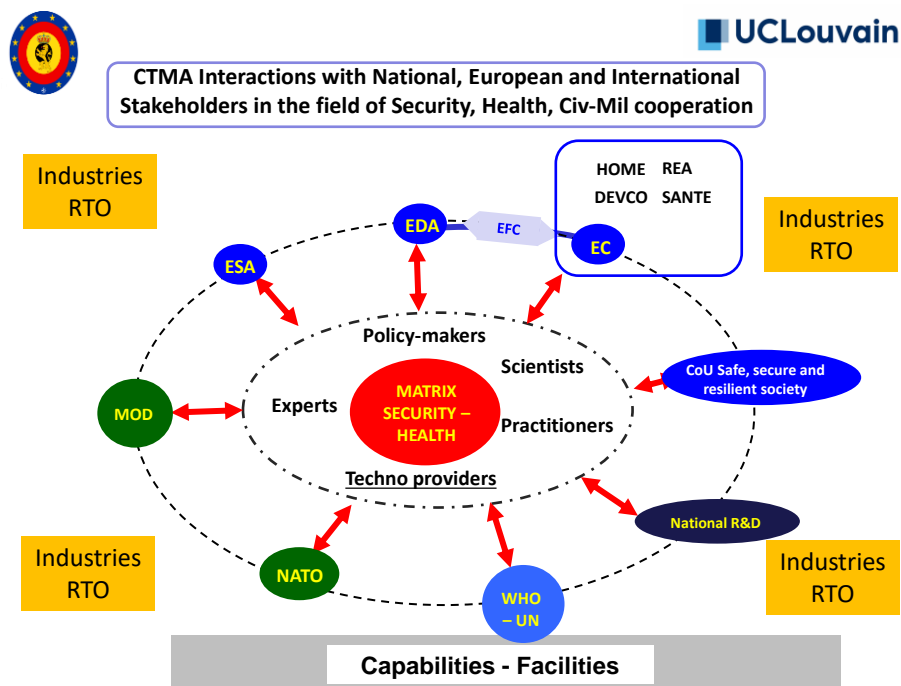 UCLouvain
CTMA Interactions with National, European and International
Stakeholders in the field of Security, Health, Civ-Mil cooperation
Industries
RTO
HOME REA
DEVCO SANTE
Industries
RTO
EDA
EFC
EC
ESA
Policy-makers
Scientists
CoU Safe, secure and
resilient society
MATRIX
SECURITY –
HEALTH
Experts
MOD
Practitioners
Techno providers
National R&D
Industries
RTO
Industries
RTO
NATO
WHO
– UN
Capabilities - Facilities